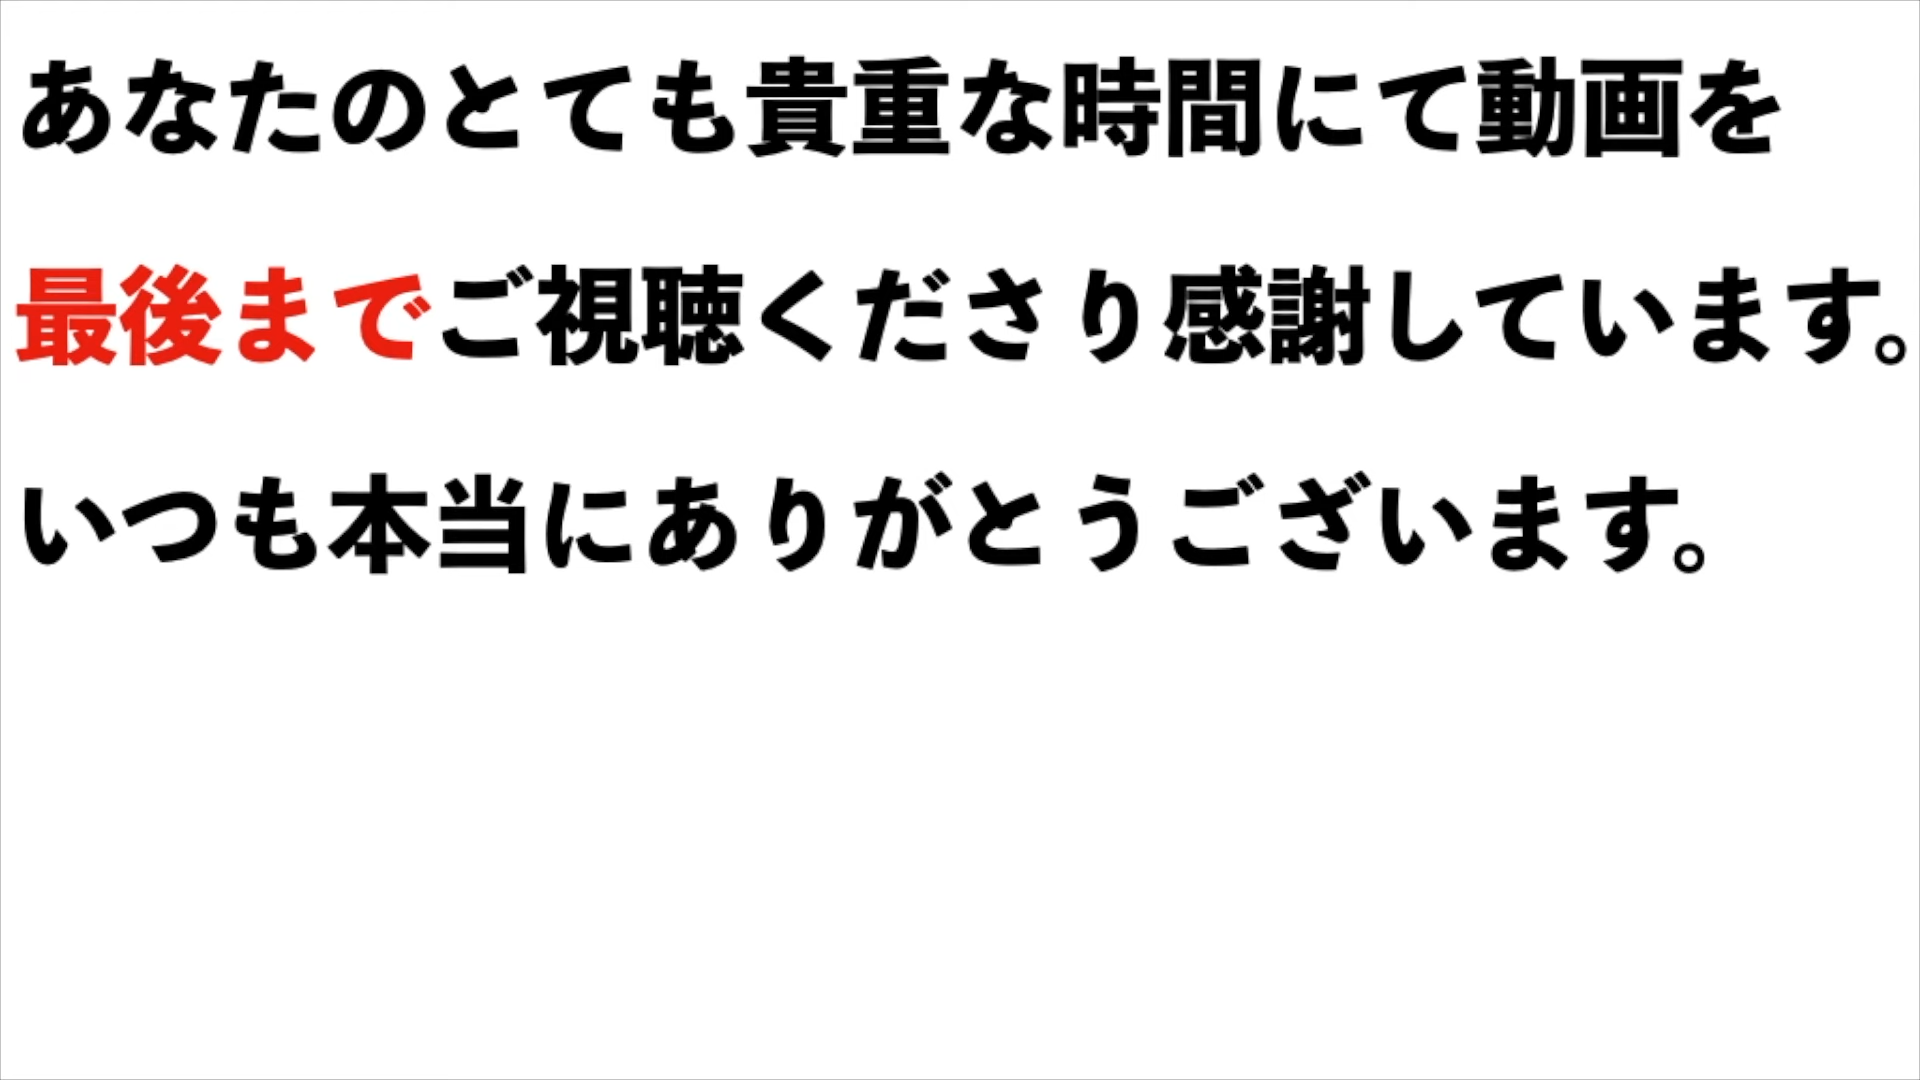 あなたのとても貴重な時間にて動画を
最後までご視聴くださり感謝しています。
いつも本当にありがとうございます。